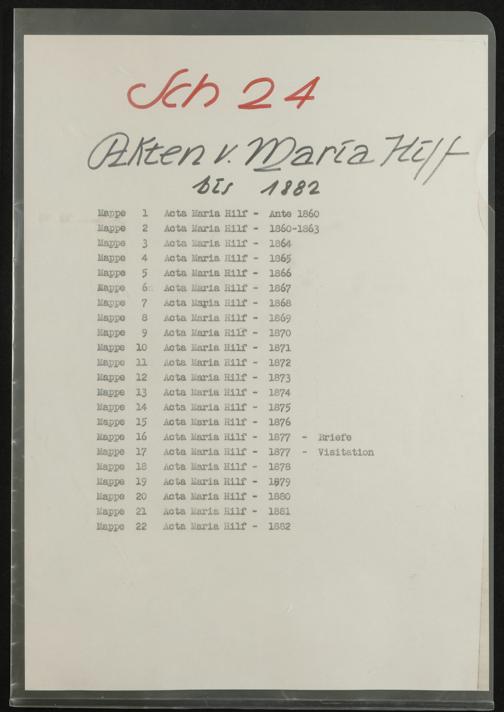 Sch 24
Akten v. Maria Hilf
bis 1882
Mappe 1 Acta Maria Hilf - Ante 1860
Mappe 2 Acta Maria Hilf - 1860-1863
Mappe 3 Acta Maria Hilf - 1864
Mappe 4 Acta Maria Hilf - 1865
Mappe 5 Acta Maria Hilf - 1866
Mappe 6 Acta Maria Hilf - 1867
Mappe 7 Acta Maria Hilf - 1868
Mappe 8 Acta Maria Hilf - 1869
Mappe 9 Acta Maria Hilf - 1870
Mappe 10 Acta Maria Hilf - 1871
Mappe 11 Acta Maria Hilf - 1872
Mappe 12 Acta Maria Hilf - 1873
Mappe 13 Acta Maria Hilf - 1874
Mappe 14 Acta Maria Hilf - 1875
Mappe 15 Acta Maria Hilf - 1876
Mappe 16 Acta Maria Hilf - 1877 - Briefe
Mappe 17 Acta Maria Hilf - 1877 - Visitation
Mappe 18 Acta Maria Hilf - 1878
Mappe 19 Acta Maria Hilf - 1879
Mappe 20 Acta Maria Hilf - 1880
Mappe 21 Acta Maria Hilf - 1881
Mappe 22 Acta Maria Hilf - 1882